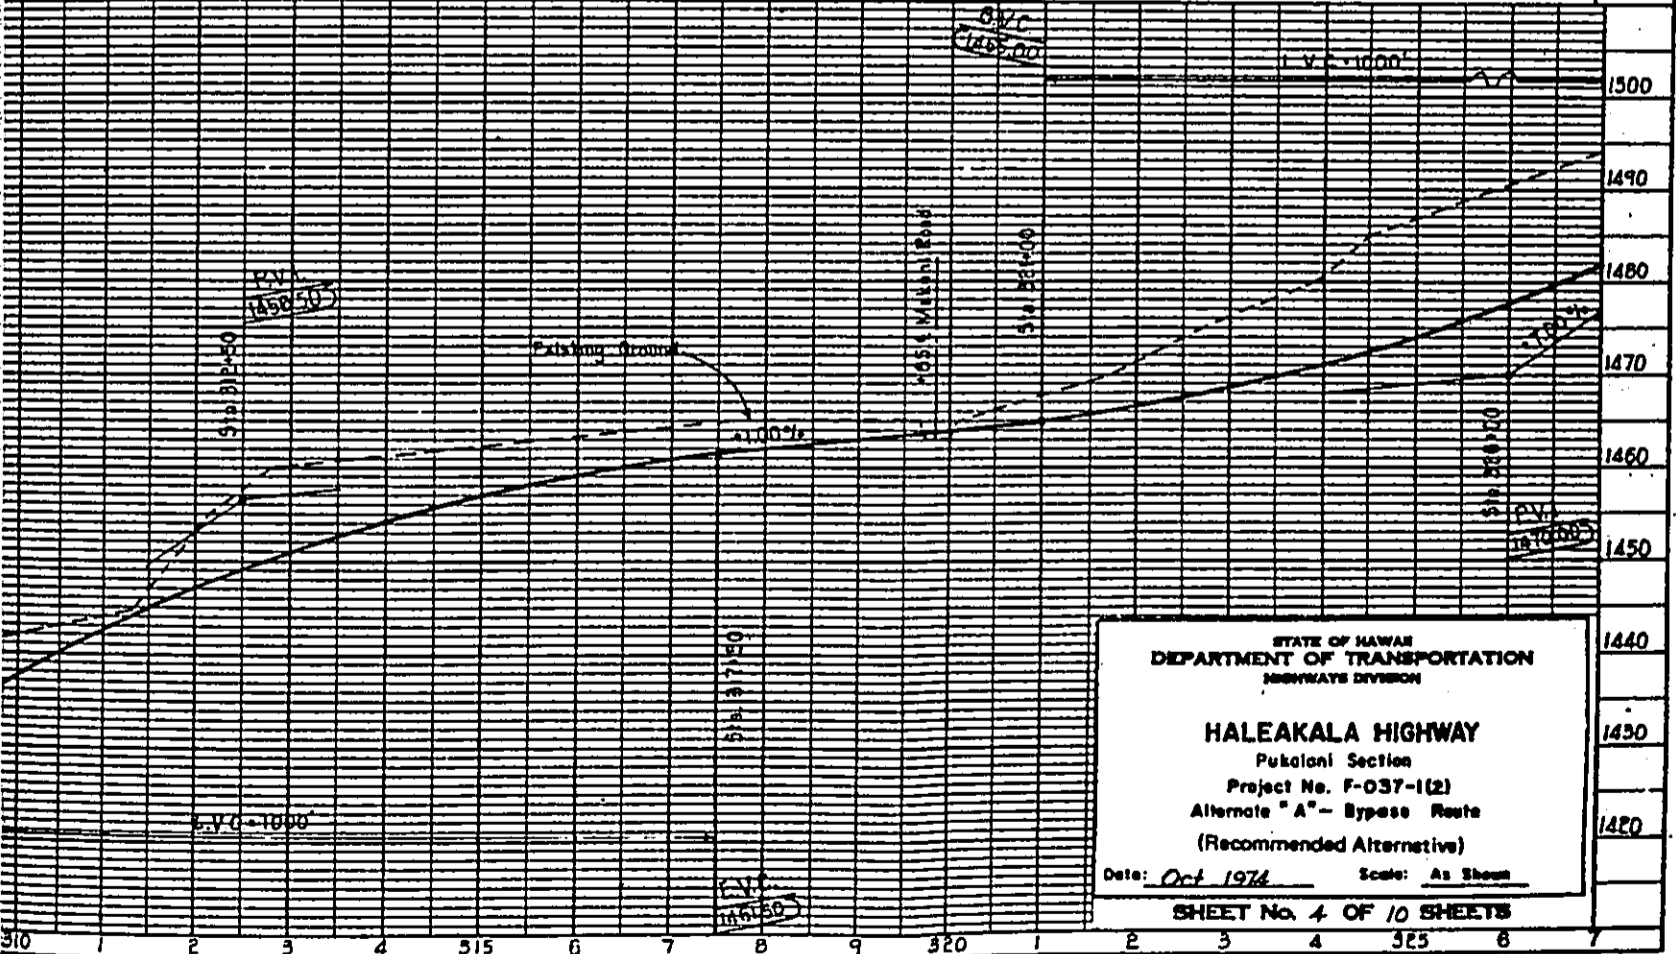 B.V.C.
1465.00
L.V.C.=1000'
1500
1490
1480
1470
1460
1450
1440
1430
1420
P.V.I.
1456.50
Sta. 312+50
Existing Ground
+1.00%
Makani Road
Sta. 321+00
+7.00%
Sta. 326+00
P.V.I.
1470.00
Sta. 317+50
L.V.C=1000'
E.V.C.
1461.50
STATE OF HAWAII
DEPARTMENT OF TRANSPORTATION
HIGHWAYS DIVISION
HALEAKALA HIGHWAY
Pukalani Section
Project No. F-037-1(2)
Alternate "A" - Bypass Route
(Recommended Alternative)
Date: Oct 1974 Scale: As Shown
SHEET No. 4 OF 10 SHEETS
310 1 2 3 4 315 6 7 8 9 320 1 2 3 4 325 6 7